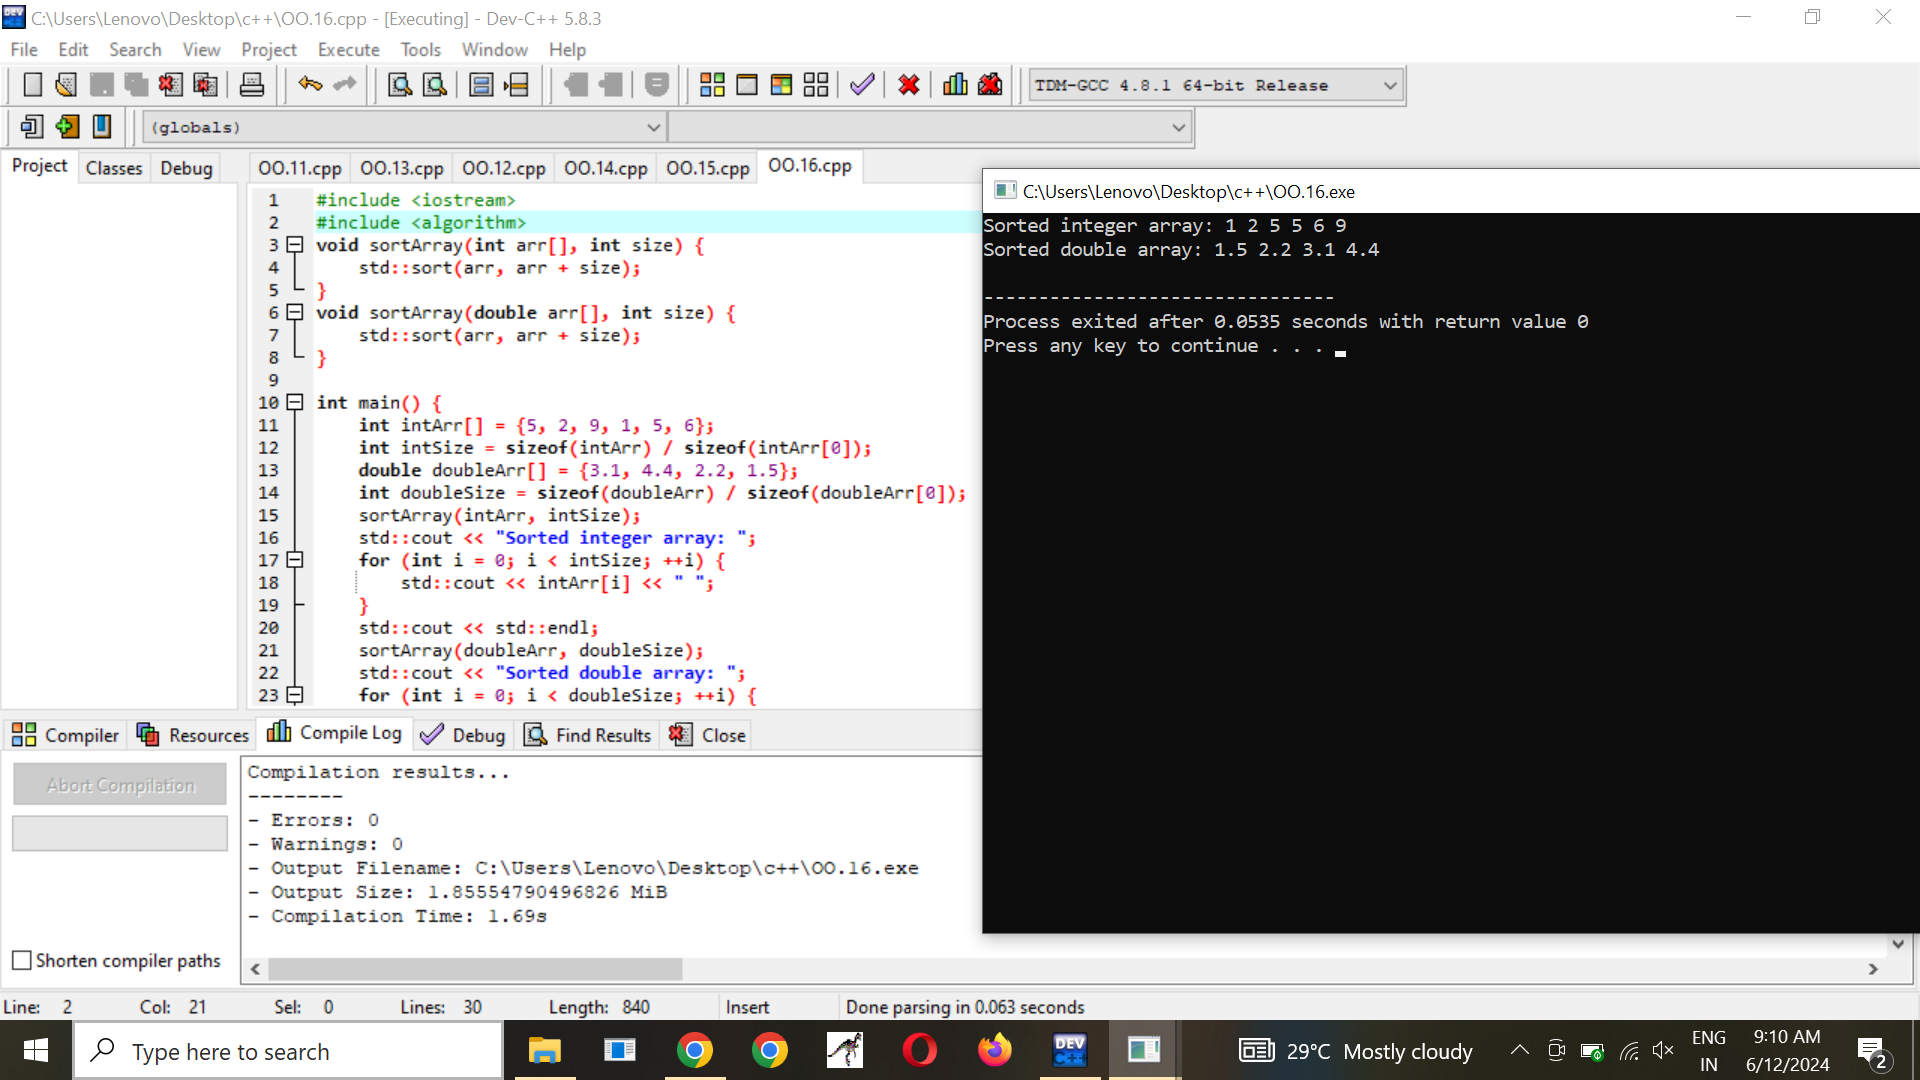 C:\Users\Lenovo\Desktop\c++\OO.16.cpp - [Executing] - Dev-C++ 5.8.3
File Edit Search View Project Execute Tools Window Help
TDM-GCC 4.8.1 64-bit Release
(globals)
Project Classes Debug
OO.11.cpp OO.13.cpp OO.12.cpp OO.14.cpp OO.15.cpp OO.16.cpp
1 #include <iostream>
2 #include <algorithm>
3 void sortArray(int arr[], int size) {
4 std::sort(arr, arr + size);
5 }
6 void sortArray(double arr[], int size) {
7 std::sort(arr, arr + size);
8 }
9
10 int main() {
11 int intArr[] = {5, 2, 9, 1, 5, 6};
12 int intSize = sizeof(intArr) / sizeof(intArr[0]);
13 double doubleArr[] = {3.1, 4.4, 2.2, 1.5};
14 int doubleSize = sizeof(doubleArr) / sizeof(doubleArr[0]);
15 sortArray(intArr, intSize);
16 std::cout << "Sorted integer array: ";
17 for (int i = 0; i < intSize; ++i) {
18 std::cout << intArr[i] << " ";
19 }
20 std::cout << std::endl;
21 sortArray(doubleArr, doubleSize);
22 std::cout << "Sorted double array: ";
23 for (int i = 0; i < doubleSize; ++i) {
C:\Users\Lenovo\Desktop\c++\OO.16.exe
Sorted integer array: 1 2 5 5 6 9
Sorted double array: 1.5 2.2 3.1 4.4
--------------------------------
Process exited after 0.0535 seconds with return value 0
Press any key to continue . . .
Compiler Resources Compile Log Debug Find Results Close
Abort Compilation
Shorten compiler paths
Compilation results...
--------
- Errors: 0
- Warnings: 0
- Output Filename: C:\Users\Lenovo\Desktop\c++\OO.16.exe
- Output Size: 1.85554790496826 MiB
- Compilation Time: 1.69s
Line: 2 Col: 21 Sel: 0 Lines: 30 Length: 840 Insert Done parsing in 0.063 seconds
Type here to search
DEV C++
29°C Mostly cloudy
ENG
IN
9:10 AM
6/12/2024
2